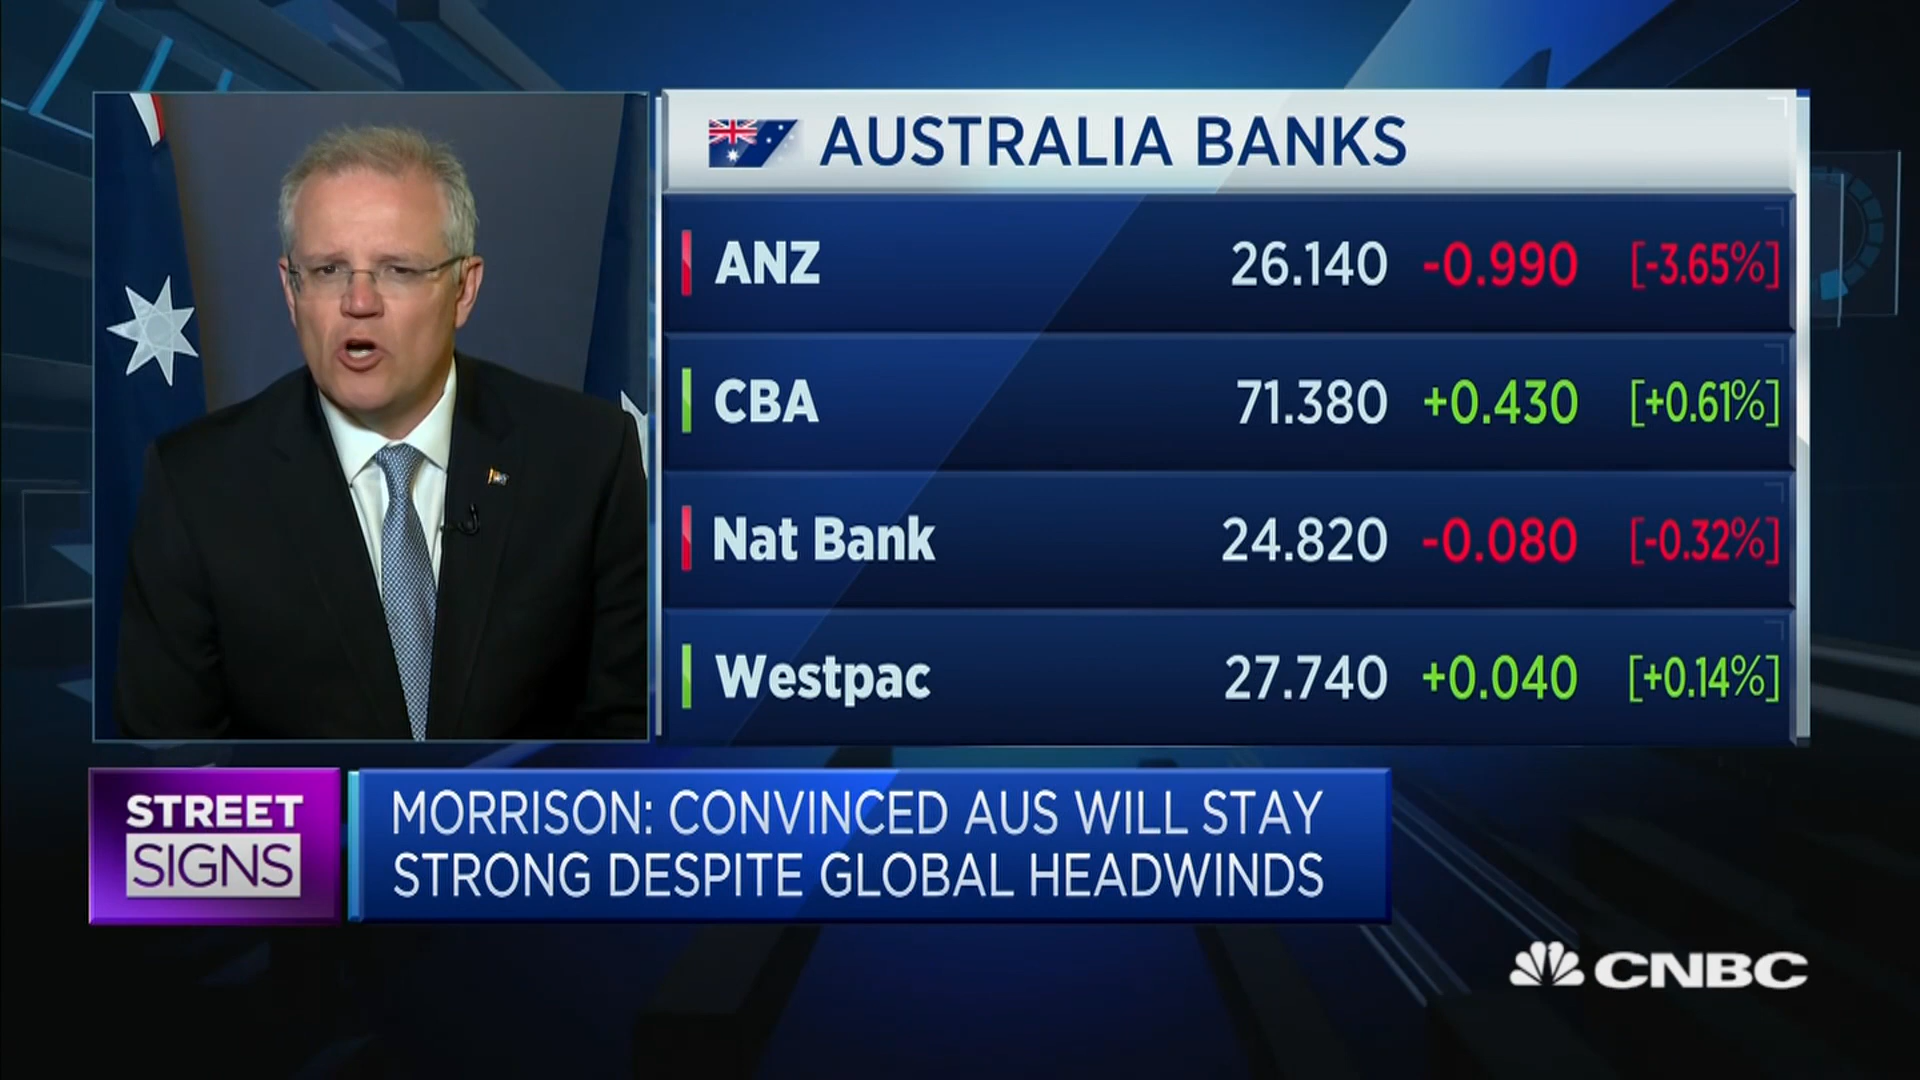 AUSTRALIA BANKS
ANZ 26.140 -0.990 [-3.65%]
CBA 71.380 +0.430 [+0.61%]
Nat Bank 24.820 -0.080 [-0.32%]
Westpac 27.740 +0.040 [+0.14%]
STREET
SIGNS
MORRISON: CONVINCED AUS WILL STAY
STRONG DESPITE GLOBAL HEADWINDS
CNBC